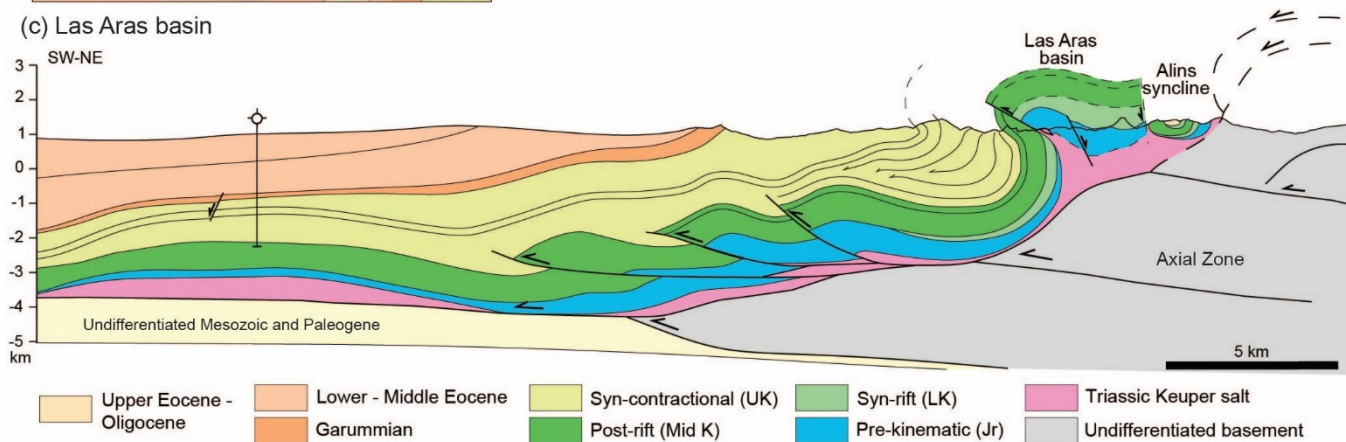 (c) Las Aras basin
SW-NE
Las Aras
basin
Alins
syncline
3
2
1
0
-1
-2
-3
-4
-5
km
Axial Zone
Undifferentiated Mesozoic and Paleogene
5 km
Upper Eocene -
Oligocene
Lower - Middle Eocene
Garummian
Syn-contractional (UK)
Post-rift (Mid K)
Syn-rift (LK)
Pre-kinematic (Jr)
Triassic Keuper salt
Undifferentiated basement